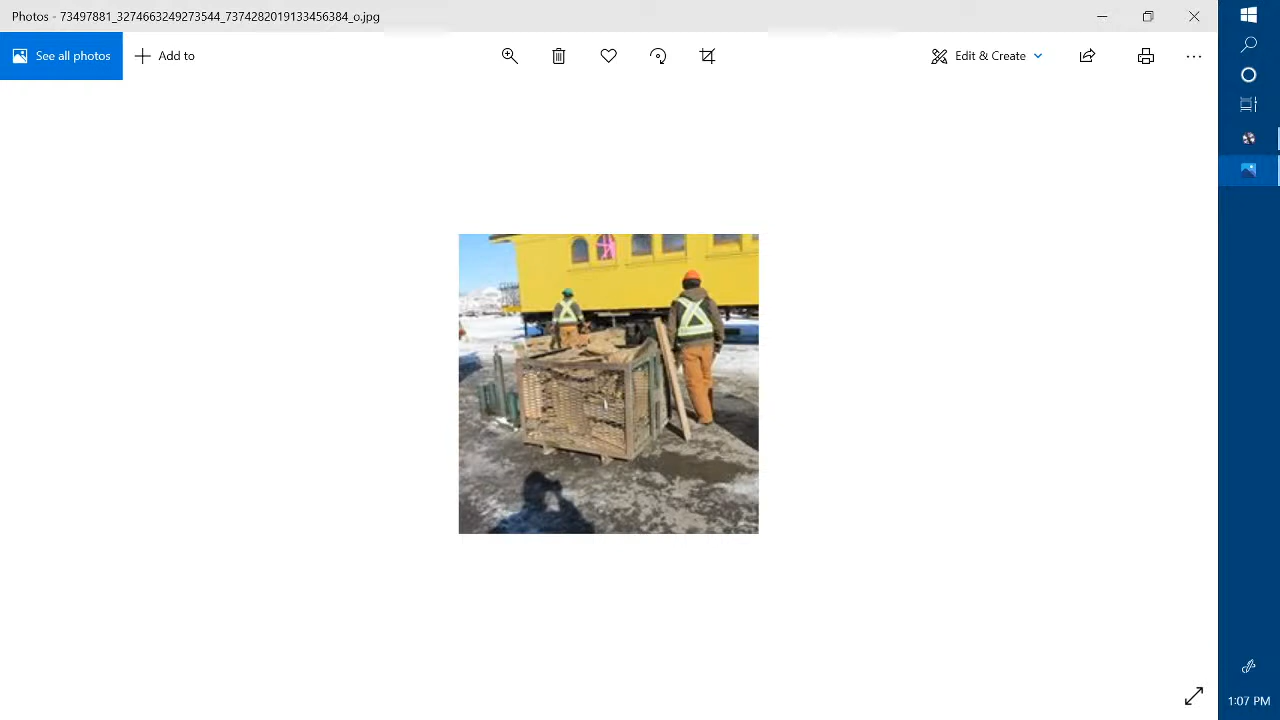 Photos - 73497881_3274663249273544_7374282019133456384_o.jpg
See all photos
Add to
Edit & Create
1:07 PM